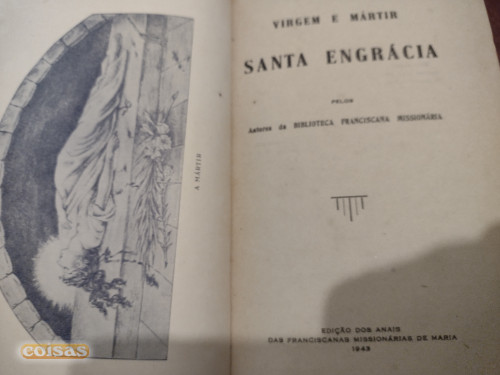 A MÁRTIR
VIRGEM E MÁRTIR
SANTA ENGRÁCIA
PELOS
Autores da BIBLIOTECA FRANCISCANA MISSIONÁRIA
EDIÇÃO DOS ANAIS
DAS FRANCISCANAS MISSIONÁRIAS DE MARIA
1949
coisas